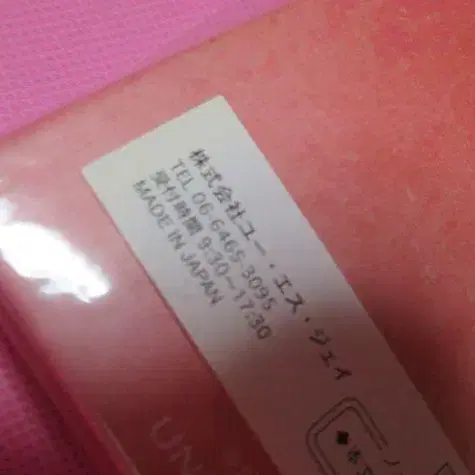 株式会社ユー・エス・ジェイ
TEL 06-6465-3095
受付時間 9:30～17:30
MADE IN JAPAN
UN